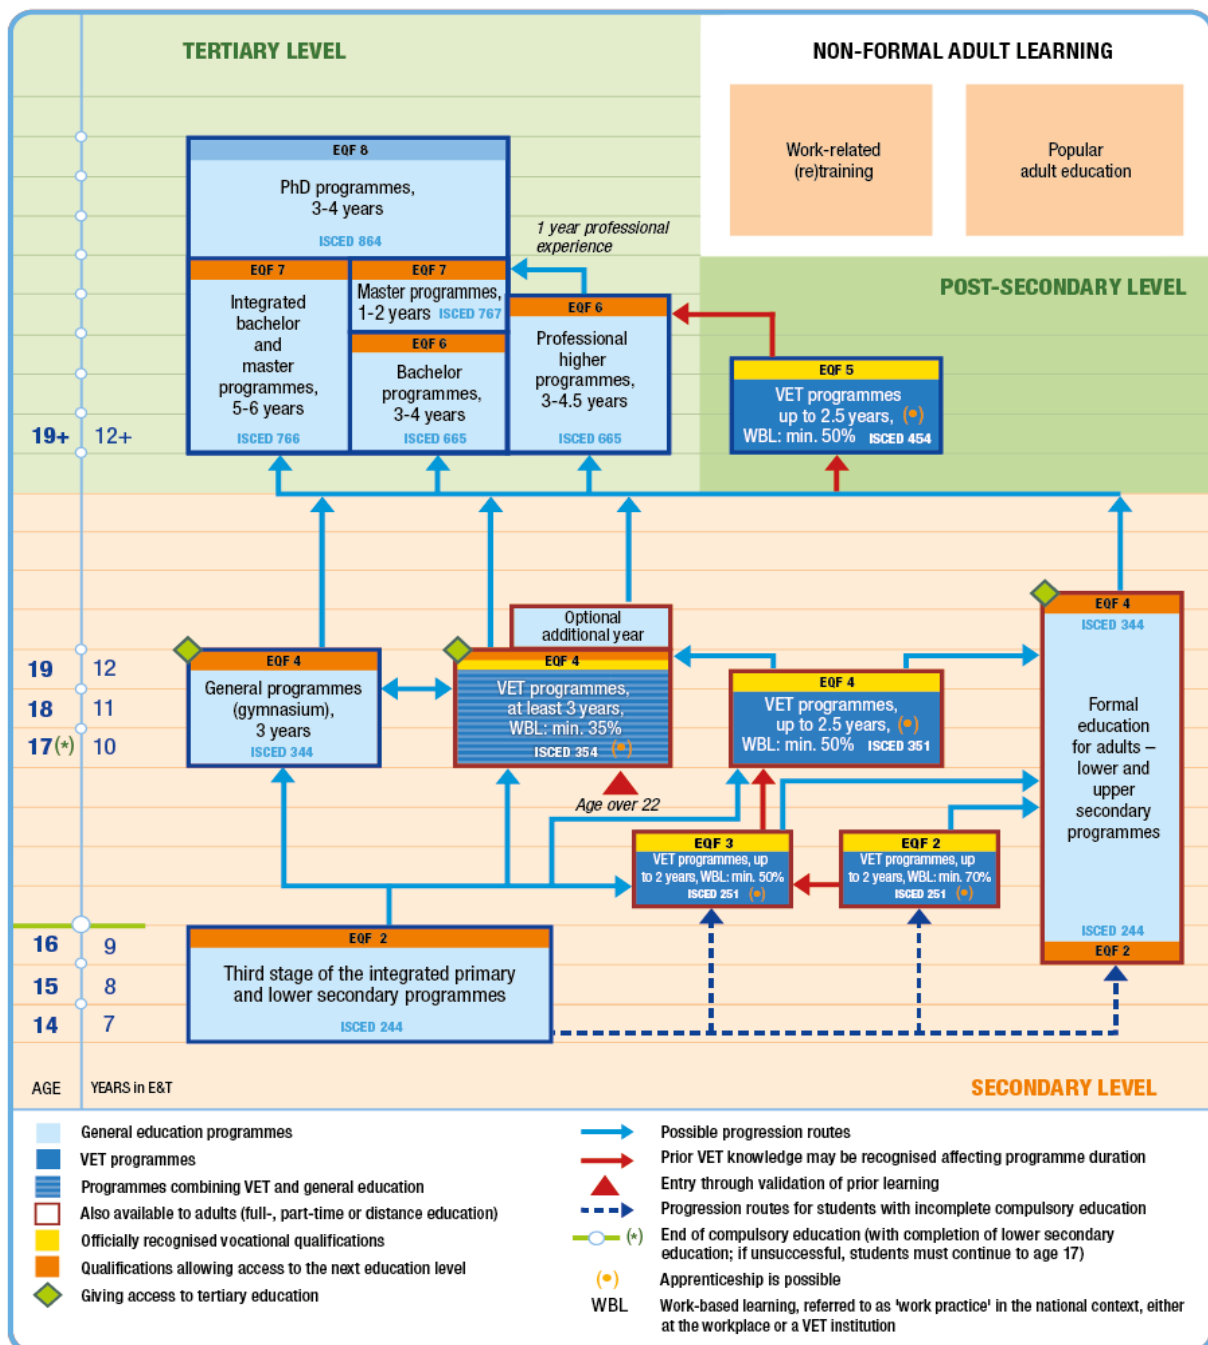 TERTIARY LEVEL
NON-FORMAL ADULT LEARNING
Work-related
(re)training
Popular
adult education
EQF 8
PhD programmes,
3-4 years
ISCED 864
1 year professional
experience
POST-SECONDARY LEVEL
EQF 7
Integrated
bachelor
and
master
programmes,
5-6 years
ISCED 766
EQF 7
Master programmes,
1-2 years ISCED 767
EQF 6
Bachelor
programmes,
3-4 years
ISCED 665
EQF 6
Professional
higher
programmes,
3-4.5 years
ISCED 665
EQF 5
VET programmes
up to 2.5 years, (•)
WBL: min. 50% ISCED 454
19+ 12+
Optional
additional year
EQF 4
ISCED 344
Formal
education
for adults –
lower and
upper
secondary
programmes
ISCED 244
EQF 2
19 12
18 11
17(*) 10
EQF 4
General programmes
(gymnasium),
3 years
ISCED 344
EQF 4
VET programmes,
at least 3 years,
WBL: min. 35%
ISCED 354 (•)
EQF 4
VET programmes,
up to 2.5 years, (•)
WBL: min. 50% ISCED 351
Age over 22
EQF 3
VET programmes, up
to 2 years, WBL: min. 50%
ISCED 251 (•)
EQF 2
VET programmes, up
to 2 years, WBL: min. 70%
ISCED 251 (•)
16 9
15 8
14 7
EQF 2
Third stage of the integrated primary
and lower secondary programmes
ISCED 244
AGE YEARS in E&T
SECONDARY LEVEL
General education programmes
VET programmes
Programmes combining VET and general education
Also available to adults (full-, part-time or distance education)
Officially recognised vocational qualifications
Qualifications allowing access to the next education level
Giving access to tertiary education
Possible progression routes
Prior VET knowledge may be recognised affecting programme duration
Entry through validation of prior learning
Progression routes for students with incomplete compulsory education
(*) End of compulsory education (with completion of lower secondary
education; if unsuccessful, students must continue to age 17)
(•) Apprenticeship is possible
WBL Work-based learning, referred to as 'work practice' in the national context, either
at the workplace or a VET institution